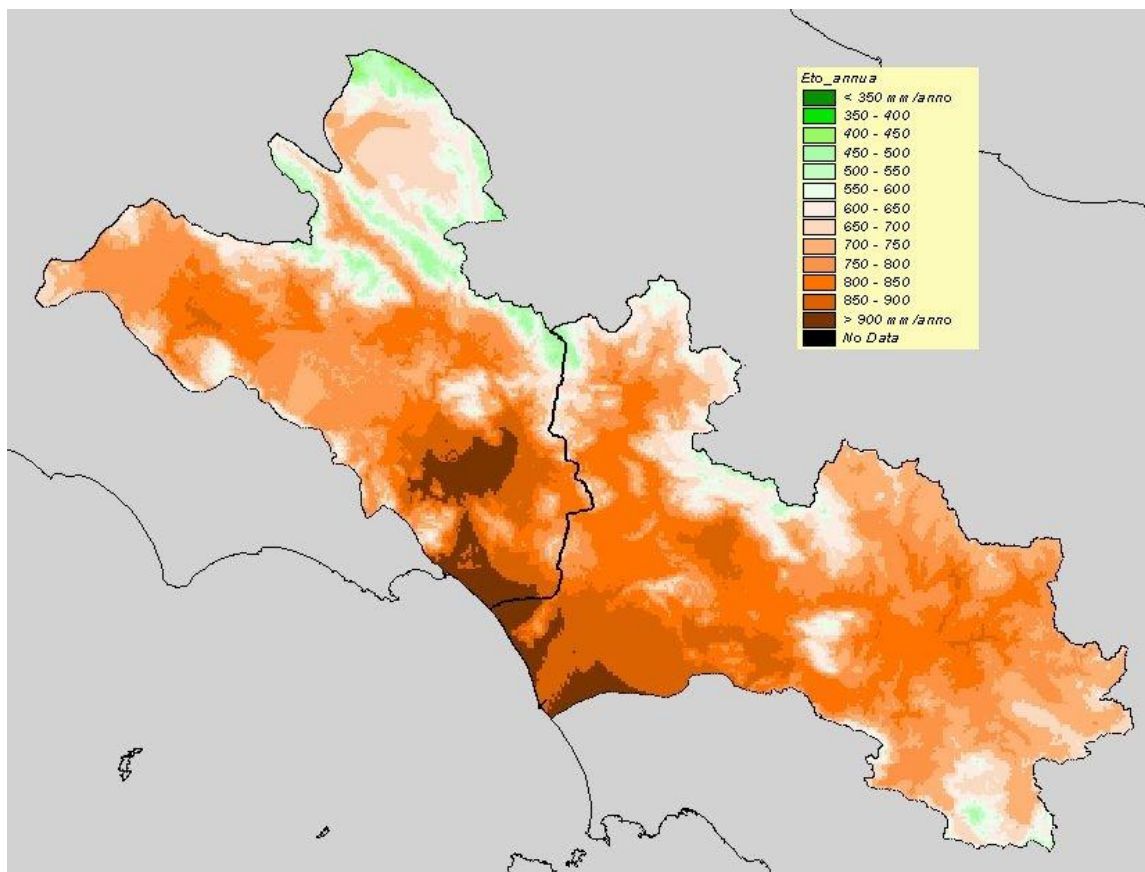 Eto_annua
< 350 mm/anno
350 - 400
400 - 450
450 - 500
500 - 550
550 - 600
600 - 650
650 - 700
700 - 750
750 - 800
800 - 850
850 - 900
> 900 mm/anno
No Data